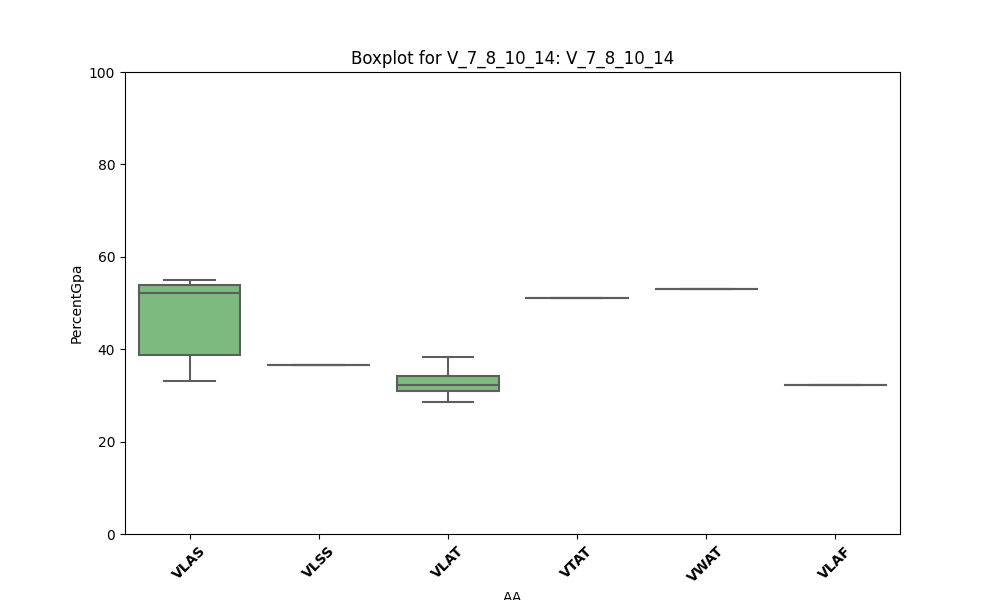 Boxplot for V_7_8_10_14: V_7_8_10_14
100
80
60
40
20
0
PercentGpa
VLAS
VLSS
VLAT
VTAT
VWAT
VLAF
AA